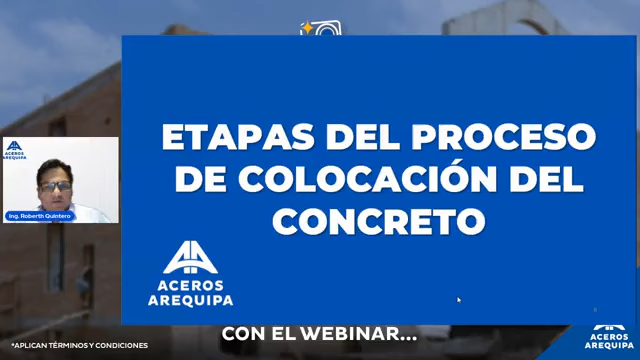 ETAPAS DEL PROCESO
DE COLOCACIÓN DEL
CONCRETO
ACEROS
AREQUIPA
Ing. Roberth Quintero
ACEROS
AREQUIPA
CON EL WEBINAR...
*APLICAN TÉRMINOS Y CONDICIONES
ACEROS
AREQUIPA